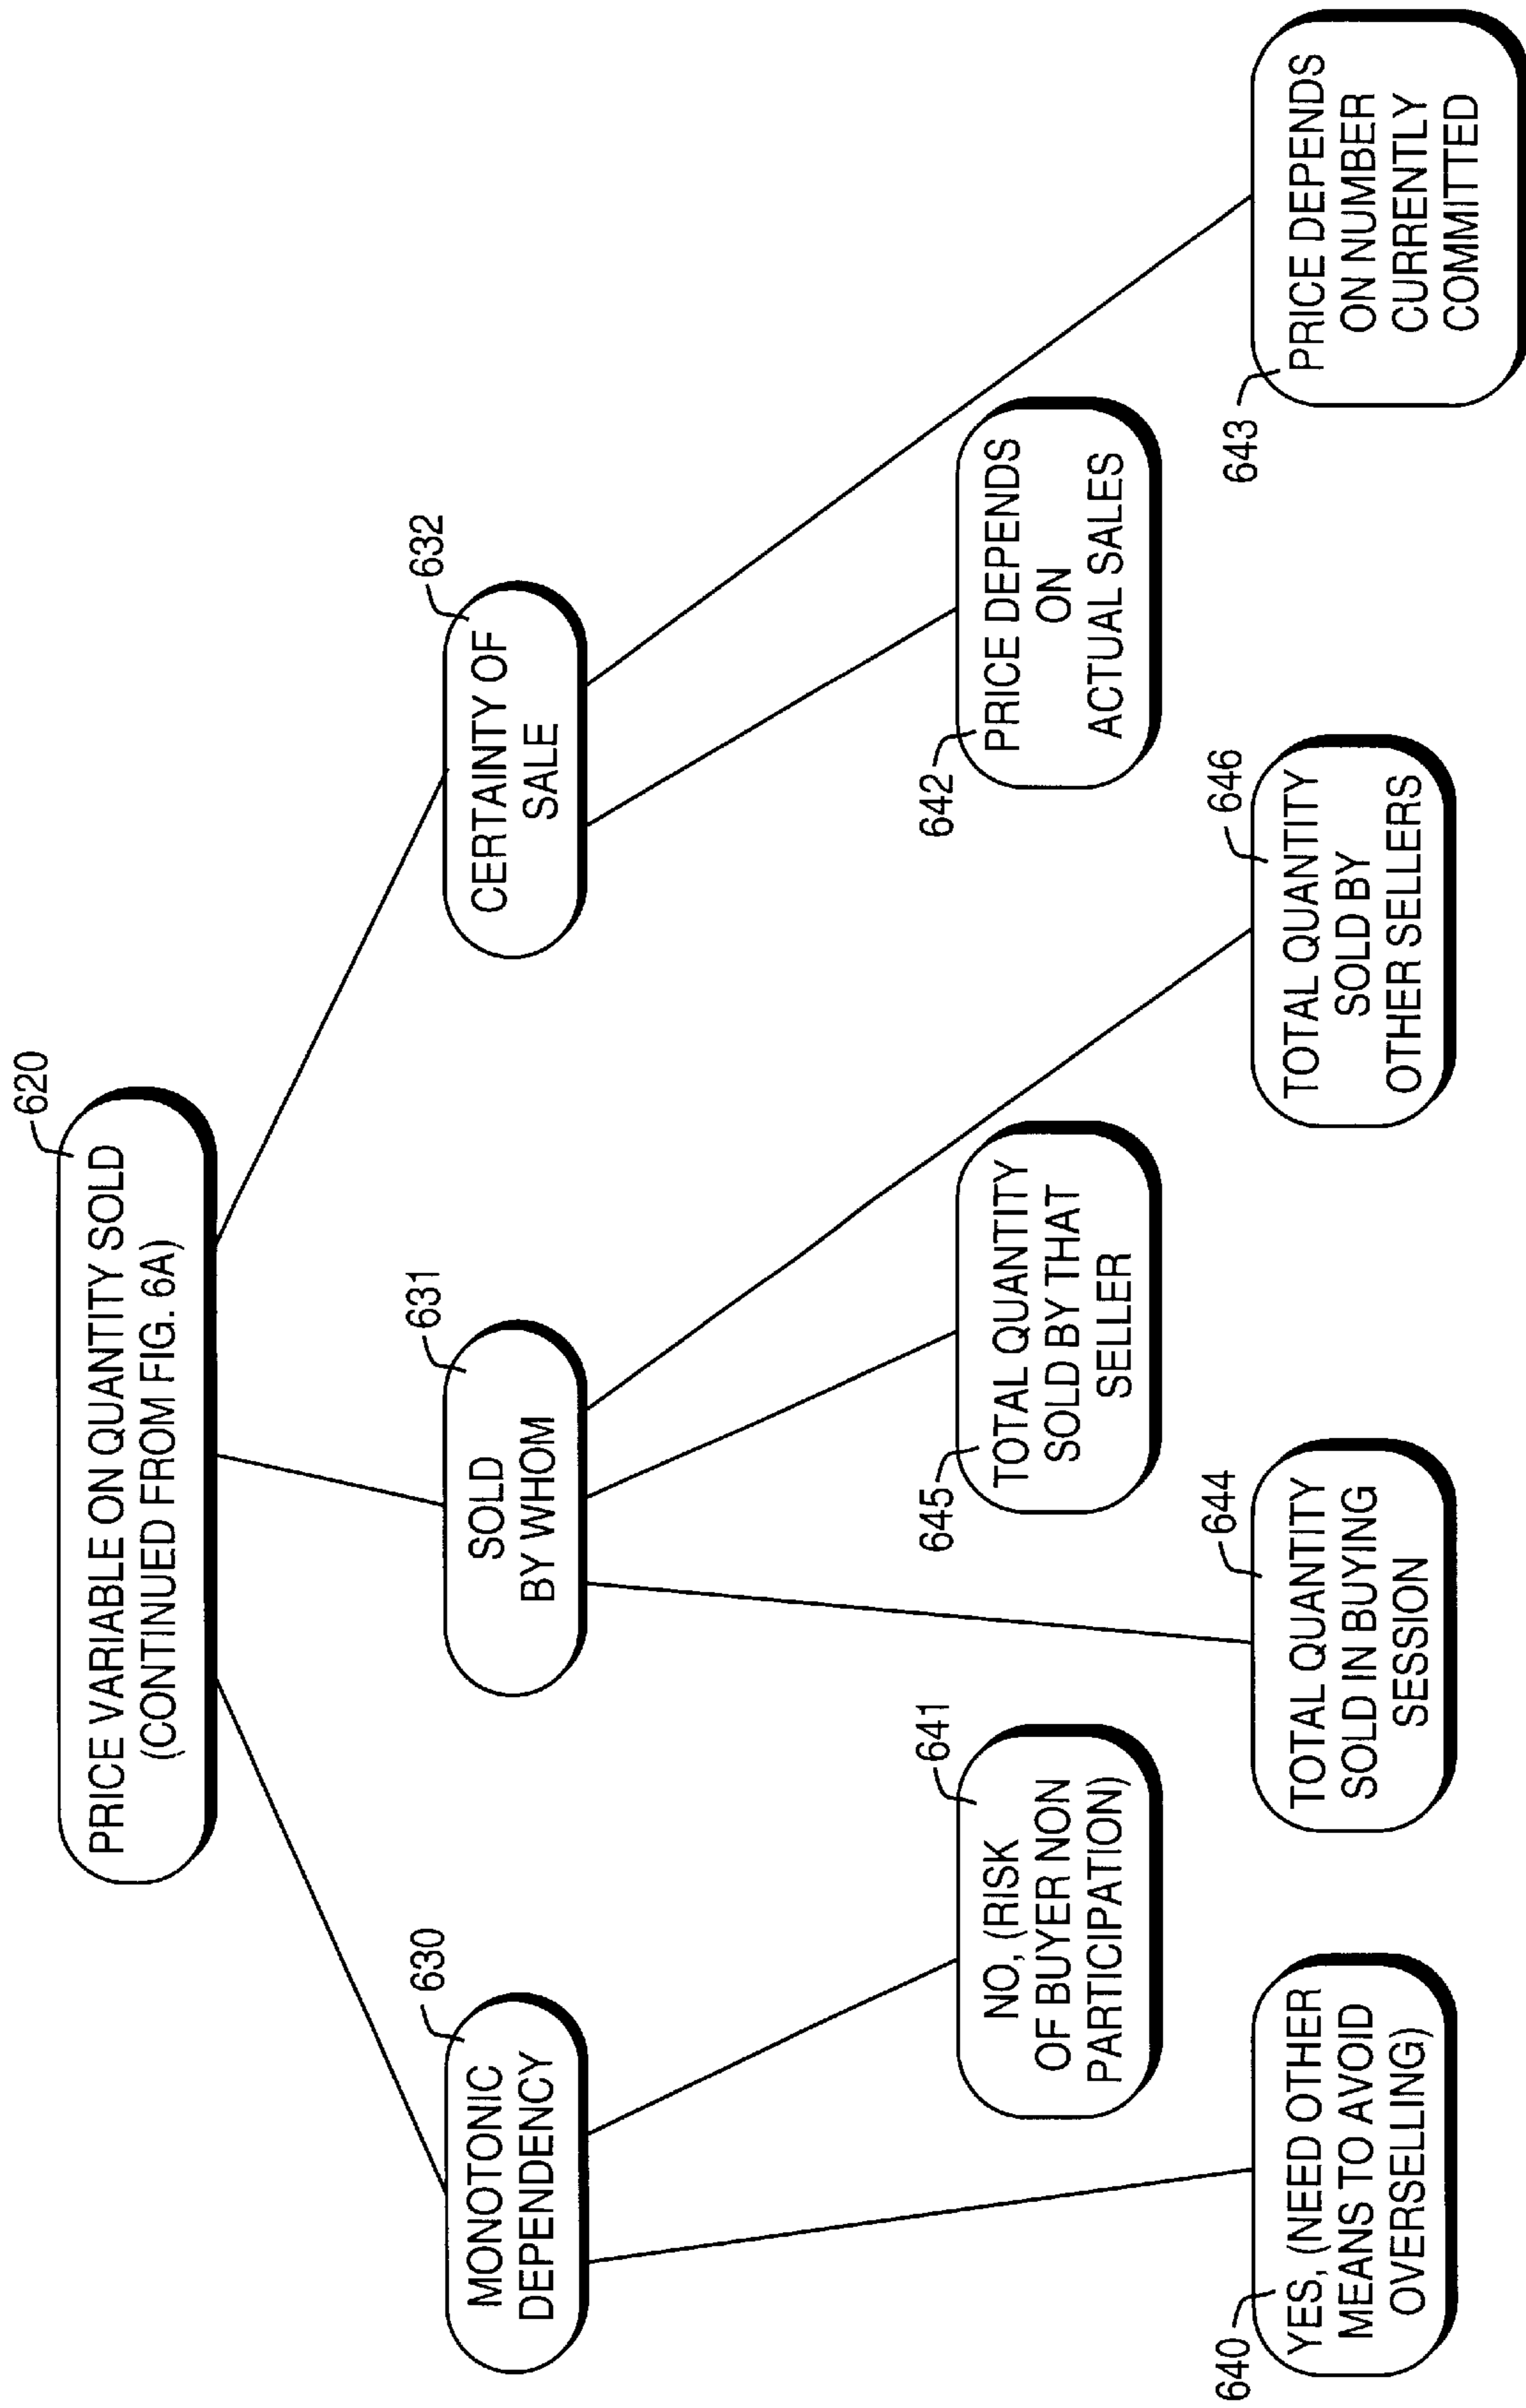 620
PRICE VARIABLE ON QUANTITY SOLD
(CONTINUED FROM FIG. 6A)
630
MONOTONIC
DEPENDENCY
631
SOLD
BY WHOM
632
CERTAINTY OF
SALE
641
NO, (RISK
OF BUYER NON
PARTICIPATION)
645
TOTAL QUANTITY
SOLD BY THAT
SELLER
642
PRICE DEPENDS
ON
ACTUAL SALES
640
YES, (NEED OTHER
MEANS TO AVOID
OVERSELLING)
644
TOTAL QUANTITY
SOLD IN BUYING
SESSION
646
TOTAL QUANTITY
SOLD BY
OTHER SELLERS
643
PRICE DEPENDS
ON NUMBER
CURRENTLY
COMMITTED